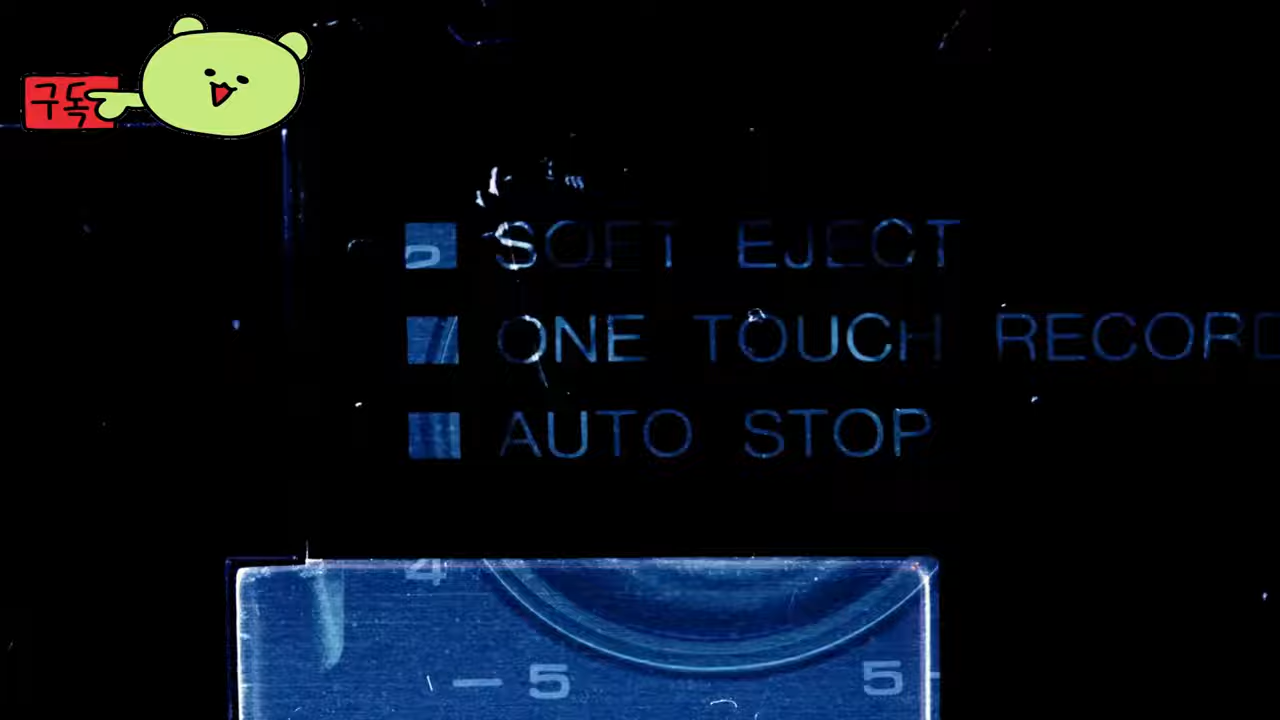 구독
SOFT EJECT
ONE TOUCH RECORD
AUTO STOP
4
5 5